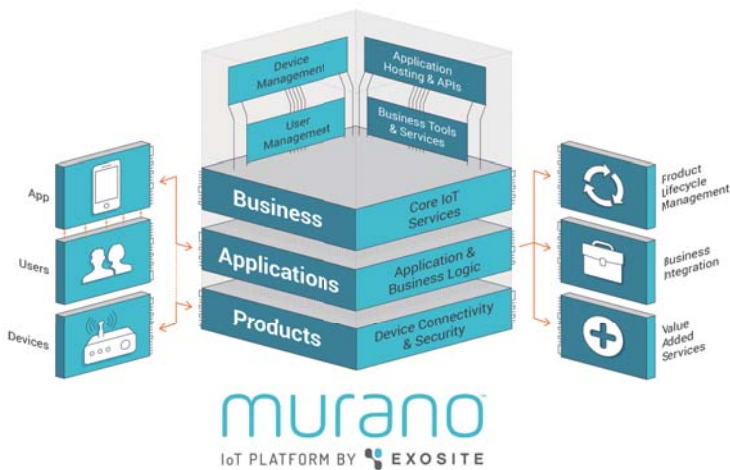 Device
Management
Application
Hosting & APIs
User
Management
Business Tools
& Services
App
Users
Devices
Business
Core IoT
Services
Applications
Application &
Business Logic
Products
Device Connectivity
& Security
Product
Lifecycle
Management
Business
Integration
Value
Added
Services
murano™
IoT PLATFORM BY EXOSITE